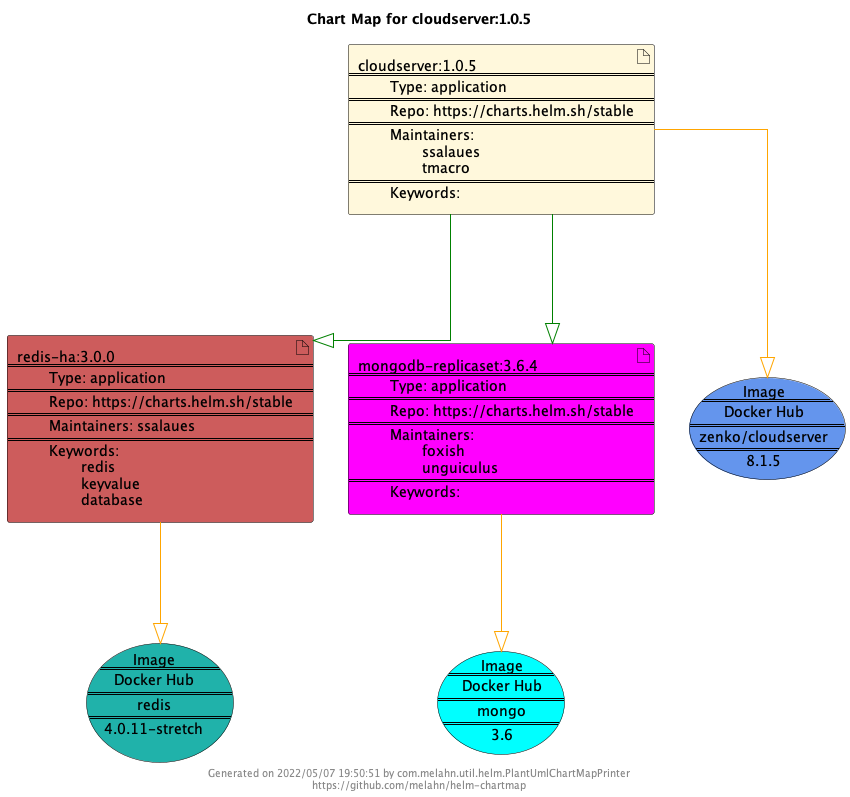 Chart Map for cloudserver:1.0.5
cloudserver:1.0.5
Type: application
Repo: https://charts.helm.sh/stable
Maintainers:
ssalaues
tmacro
Keywords:
redis-ha:3.0.0
Type: application
Repo: https://charts.helm.sh/stable
Maintainers: ssalaues
Keywords:
redis
keyvalue
database
mongodb-replicaset:3.6.4
Type: application
Repo: https://charts.helm.sh/stable
Maintainers:
foxish
unguiculus
Keywords:
Image
Docker Hub
zenko/cloudserver
8.1.5
Image
Docker Hub
redis
4.0.11-stretch
Image
Docker Hub
mongo
3.6
Generated on 2022/05/07 19:50:51 by com.melahn.util.helm.PlantUmlChartMapPrinter
https://github.com/melahn/helm-chartmap